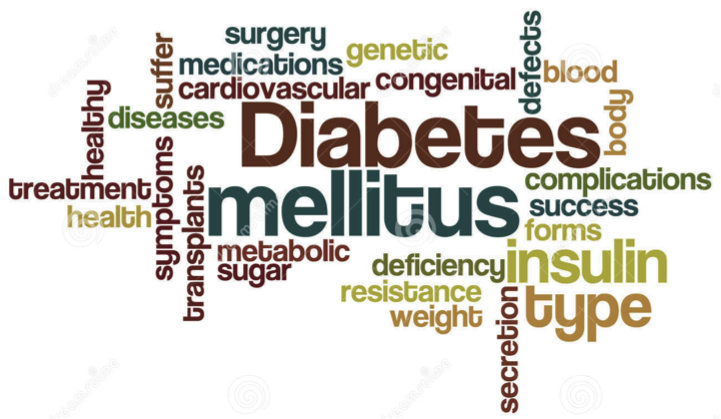 surgery
genetic
medications
congenital
cardiovascular
suffer
defects
blood
body
healthy
diseases
Diabetes
treatment
health
symptoms
transplants
mellitus
complications
success
forms
metabolic
sugar
deficiency
insulin
resistance
type
weight
secretion